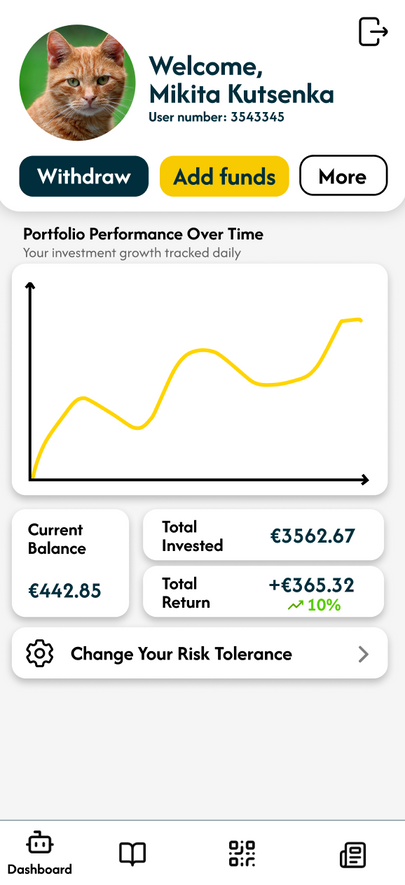 Welcome,
Mikita Kutsenka
User number: 3543345
Withdraw
Add funds
More
Portfolio Performance Over Time
Your investment growth tracked daily
Current
Balance
€442.85
Total
Invested
€3562.67
Total
Return
+€365.32
10%
Change Your Risk Tolerance
Dashboard